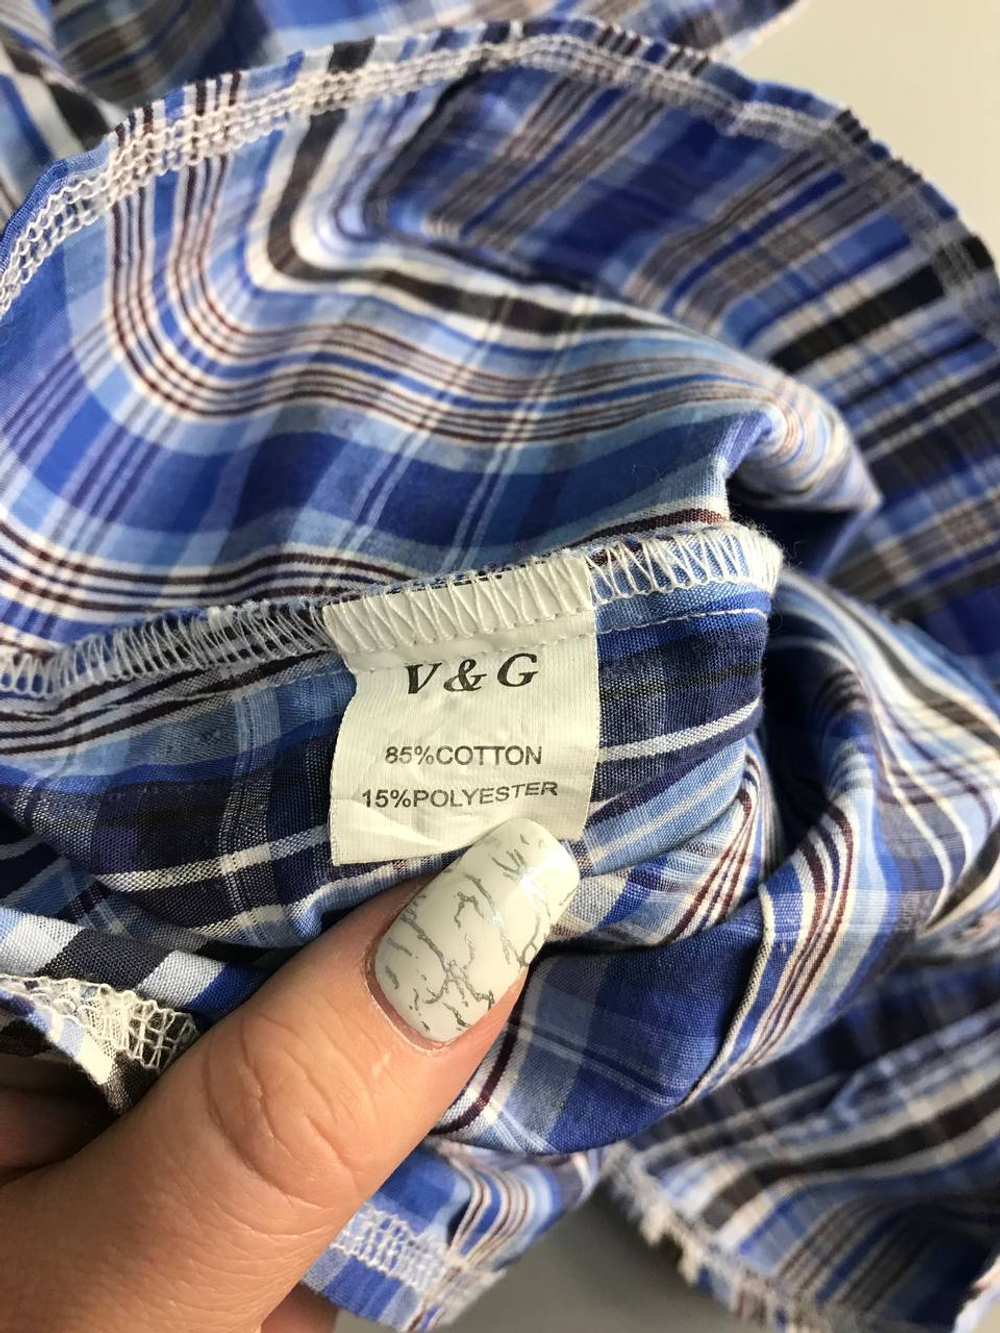 V & G
85%COTTON
15%POLYESTER